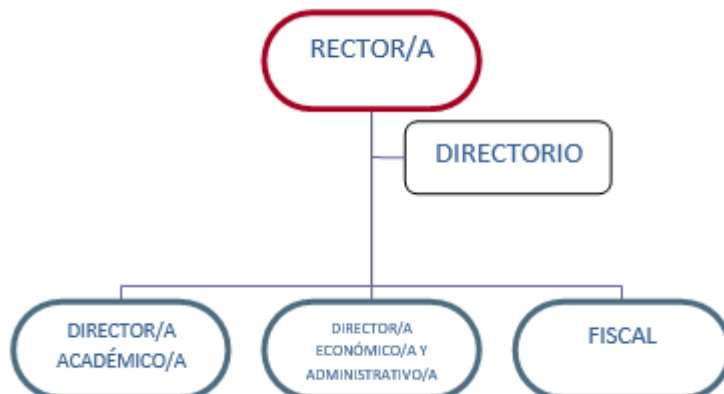 RECTOR/A
DIRECTORIO
DIRECTOR/A
ACADÉMICO/A
DIRECTOR/A
ECONÓMICO/A Y
ADMINISTRATIVO/A
FISCAL